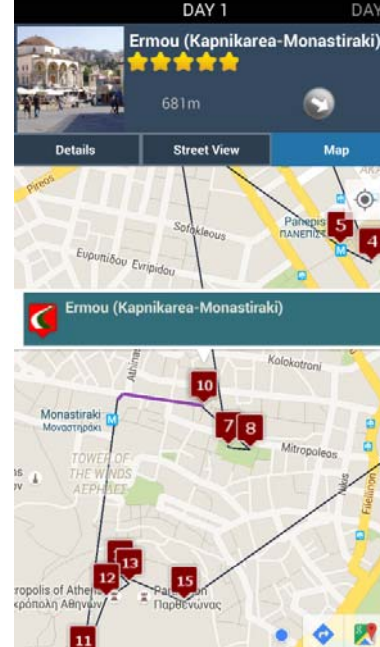 DAY 1
DAY
Ermou (Kapnikarea-Monastiraki)
681m
Details
Street View
Map
Pireos
Sofokleous
Panepis
ΠΑΝΕΠΙΣΤ
5
4
Ευριπίδου Evripidou
Ermou (Kapnikarea-Monastiraki)
Kolokotroni
Athinas
10
Monastiraki
Μοναστηράκι
7
8
Mitropoleos
TOWER OF
THE WINDS
ΑΕΡΗΔΕΣ
Nikis
Filellinon
13
12
15
ropolis of Athens
κρόπολη Αθηνών
Παρθενώνας
11